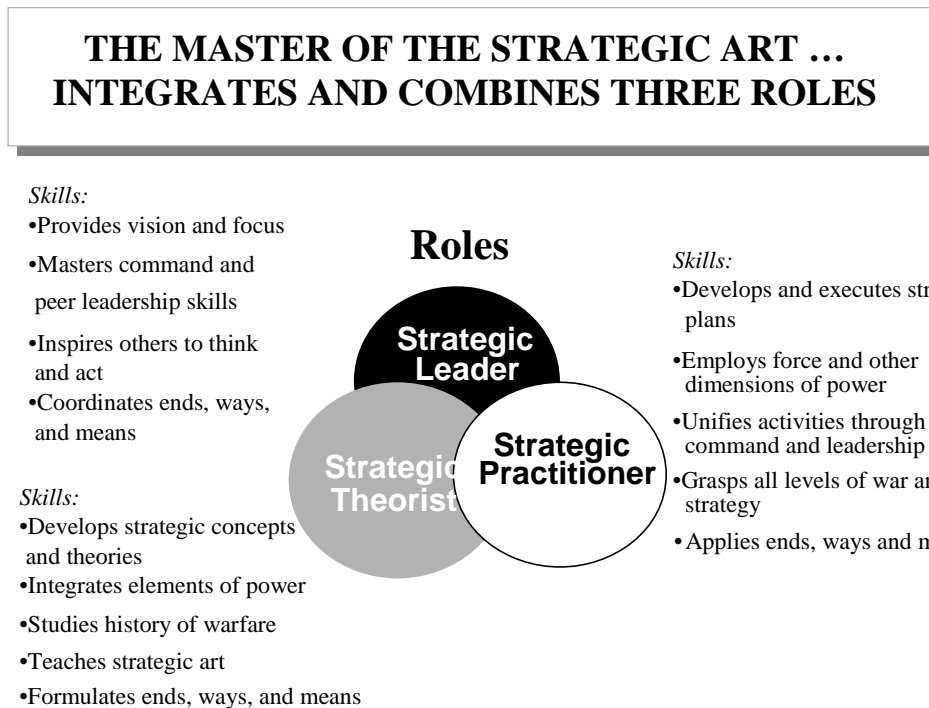 THE MASTER OF THE STRATEGIC ART …
INTEGRATES AND COMBINES THREE ROLES
Skills:
•Provides vision and focus
•Masters command and
peer leadership skills
•Inspires others to think
and act
•Coordinates ends, ways,
and means
Roles
Strategic
Leader
Strategic
Theorist
Strategic
Practitioner
Skills:
•Develops and executes
plans
•Employs force and other
dimensions of power
•Unifies activities through
command and leadership
•Grasps all levels of war
strategy
•Applies ends, ways and
Skills:
•Develops strategic concepts
and theories
•Integrates elements of power
•Studies history of warfare
•Teaches strategic art
•Formulates ends, ways, and means